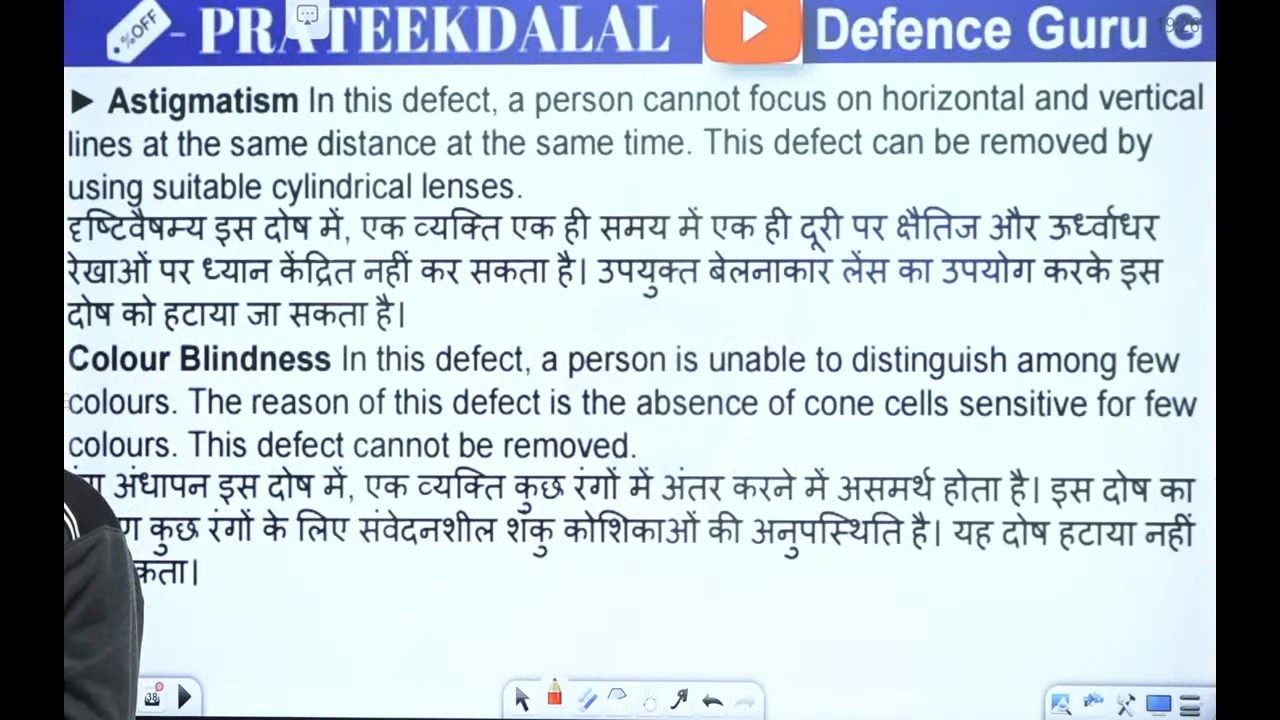 %OFF - PRATEEKDALAL Defence Guru G
19:26
► Astigmatism In this defect, a person cannot focus on horizontal and vertical
lines at the same distance at the same time. This defect can be removed by
using suitable cylindrical lenses.
दृष्टिवैषम्य इस दोष में, एक व्यक्ति एक ही समय में एक ही दूरी पर क्षैतिज और ऊर्ध्वाधर
रेखाओं पर ध्यान केंद्रित नहीं कर सकता है। उपयुक्त बेलनाकार लेंस का उपयोग करके इस
दोष को हटाया जा सकता है।
Colour Blindness In this defect, a person is unable to distinguish among few
colours. The reason of this defect is the absence of cone cells sensitive for few
colours. This defect cannot be removed.
अंधापन इस दोष में, एक व्यक्ति कुछ रंगों में अंतर करने में असमर्थ होता है। इस दोष का
कुछ रंगों के लिए संवेदनशील शंकु कोशिकाओं की अनुपस्थिति है। यह दोष हटाया नहीं
कता।
38